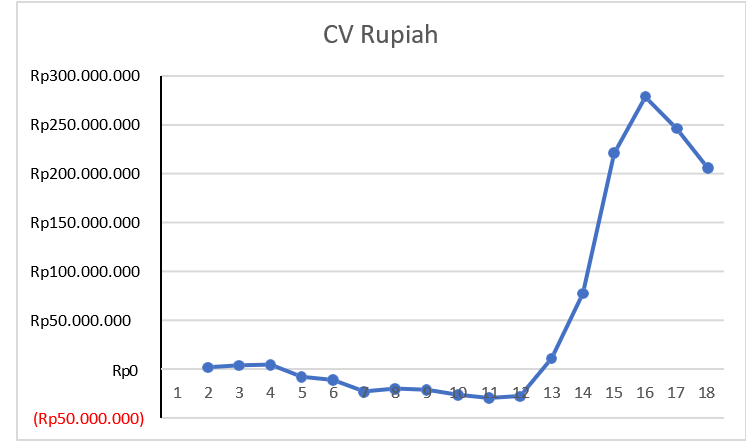 CV Rupiah
Rp300.000.000
Rp250.000.000
Rp200.000.000
Rp150.000.000
Rp100.000.000
Rp50.000.000
Rp0
1 2 3 4 5 6 7 8 9 10 11 12 13 14 15 16 17 18
(Rp50.000.000)